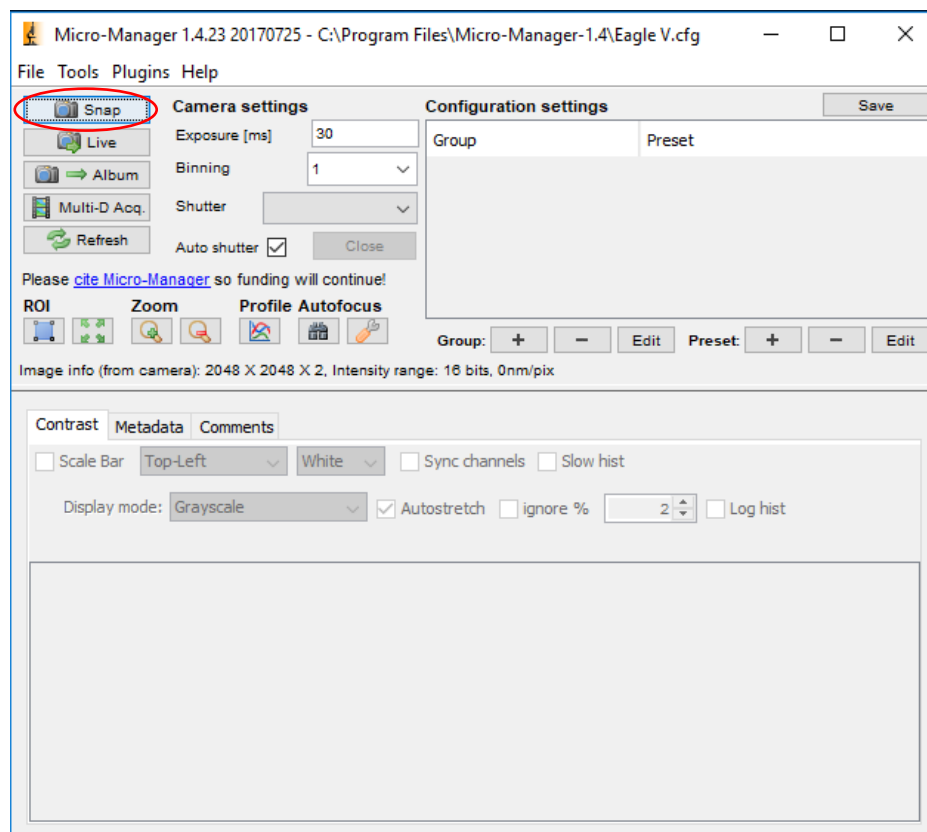 Micro-Manager 1.4.23 20170725 - C:\Program Files\Micro-Manager-1.4\Eagle V.cfg
File Tools Plugins Help
Snap
Live
Album
Multi-D Acq.
Refresh
Camera settings
Exposure [ms] 30
Binning 1
Shutter
Auto shutter Close
Configuration settings Save
Group Preset
Please cite Micro-Manager so funding will continue!
ROI Zoom Profile Autofocus
Group: + − Edit Preset: + − Edit
Image info (from camera): 2048 X 2048 X 2, Intensity range: 16 bits, 0nm/pix
Contrast Metadata Comments
Scale Bar Top-Left White Sync channels Slow hist
Display mode: Grayscale Autostretch ignore % 2 Log hist